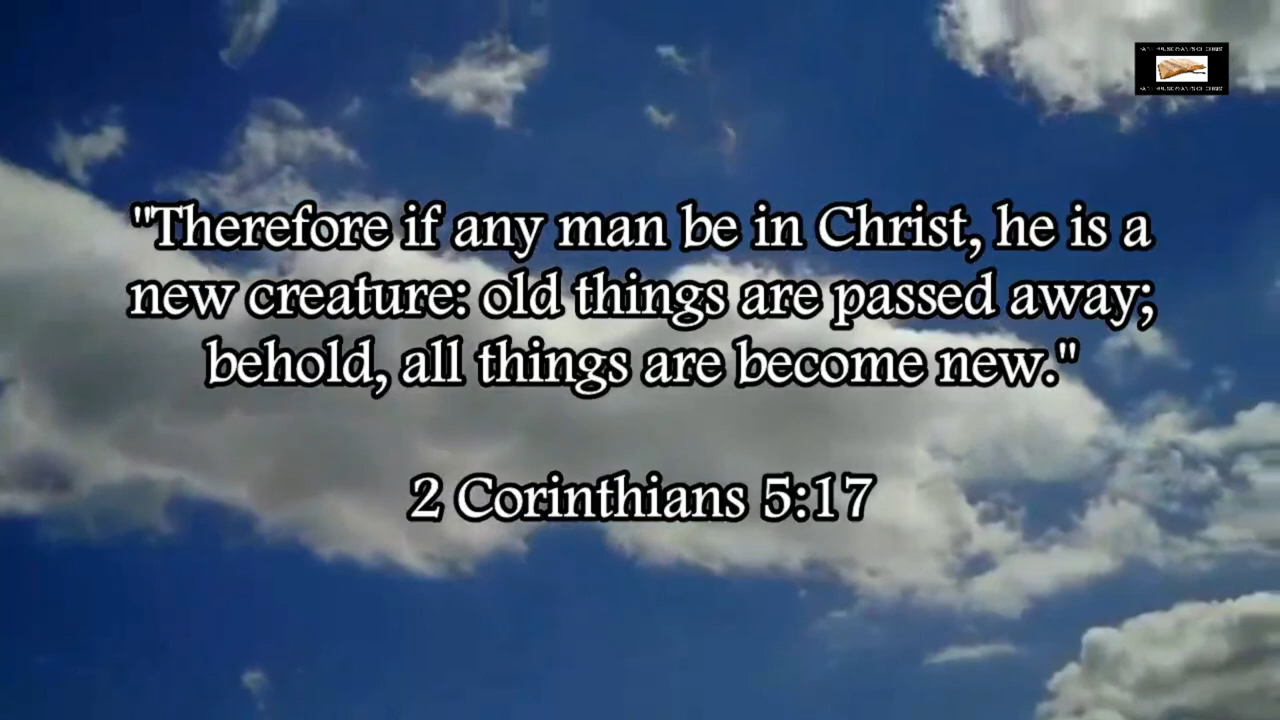 "Therefore if any man be in Christ, he is a
new creature: old things are passed away;
behold, all things are become new."
2 Corinthians 5:17